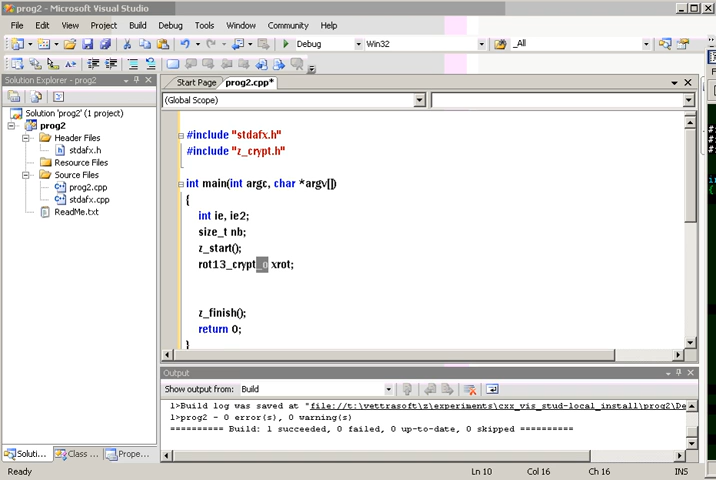 prog2 - Microsoft Visual Studio
File Edit View Project Build Debug Tools Window Community Help
Debug Win32 _All
Solution Explorer - prog2
Start Page prog2.cpp*
(Global Scope)
Solution 'prog2' (1 project)
prog2
Header Files
stdafx.h
Resource Files
Source Files
prog2.cpp
stdafx.cpp
ReadMe.txt
#include "stdafx.h"
#include "z_crypt.h"
int main(int argc, char *argv[])
{
int ie, ie2;
size_t nb;
z_start();
rot13_crypt_o xrot;
z_finish();
return 0;
}
Output
Show output from: Build
1>Build log was saved at "file://t:\vettrasoft\z\experiments\cxx_vis_stud-local_install\prog2\De
1>prog2 - 0 error(s), 0 warning(s)
========== Build: 1 succeeded, 0 failed, 0 up-to-date, 0 skipped ==========
Soluti... Class ... Prope...
Ready Ln 10 Col 16 Ch 16 INS